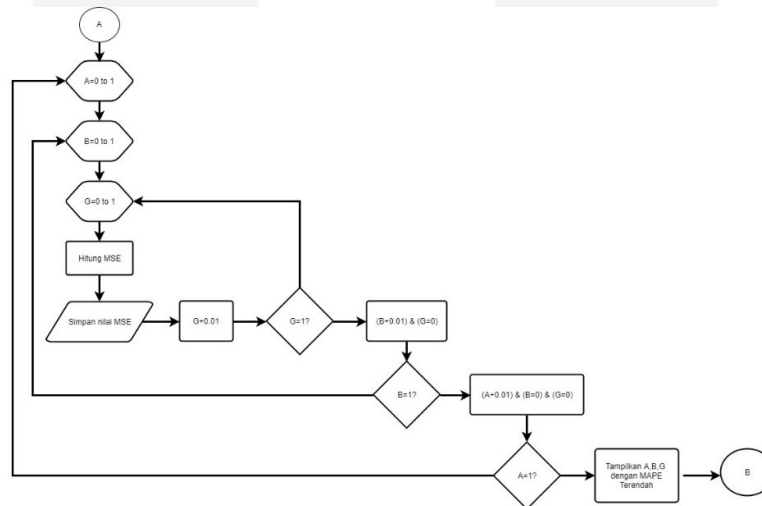 A
A=0 to 1
B=0 to 1
G=0 to 1
Hitung MSE
Simpan nilai MSE
G+0.01
G=1?
(B+0.01) & (G=0)
B=1?
(A+0.01) & (B=0) & (G=0)
A=1?
Tampilkan A,B,G
dengan MAPE
Terendah
B